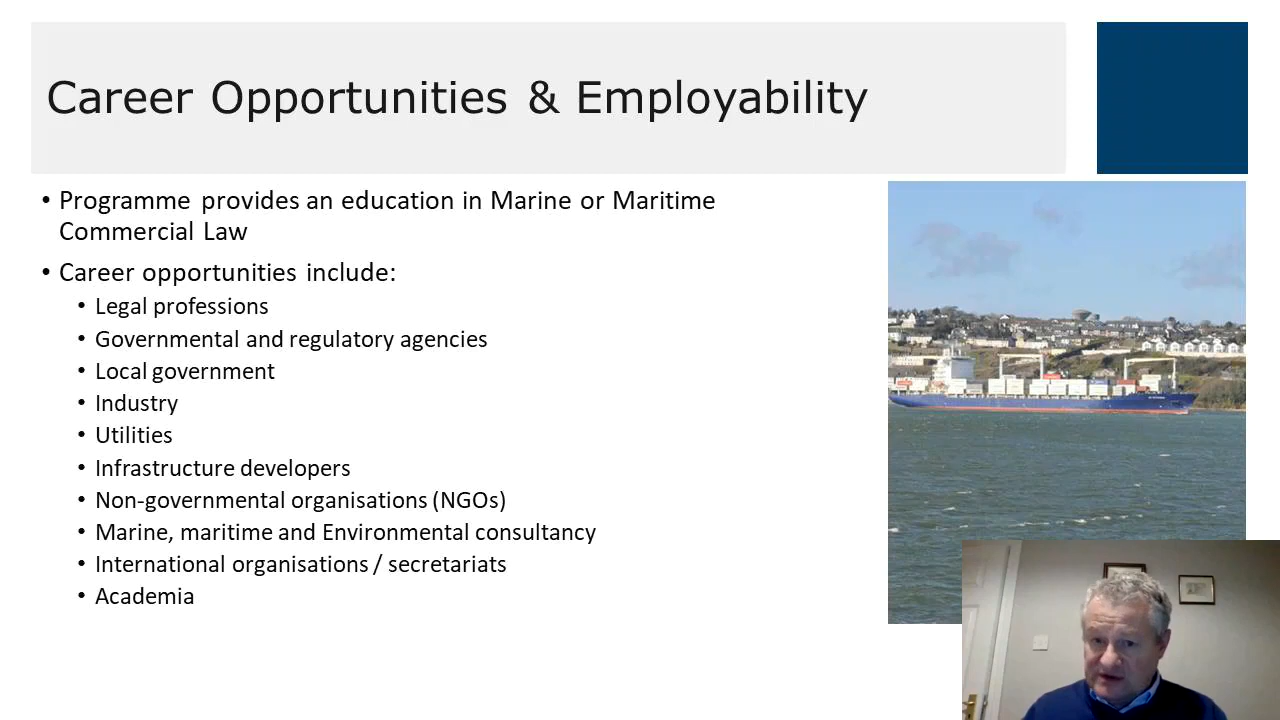 Career Opportunities & Employability
• Programme provides an education in Marine or Maritime
Commercial Law
• Career opportunities include:
• Legal professions
• Governmental and regulatory agencies
• Local government
• Industry
• Utilities
• Infrastructure developers
• Non-governmental organisations (NGOs)
• Marine, maritime and Environmental consultancy
• International organisations / secretariats
• Academia